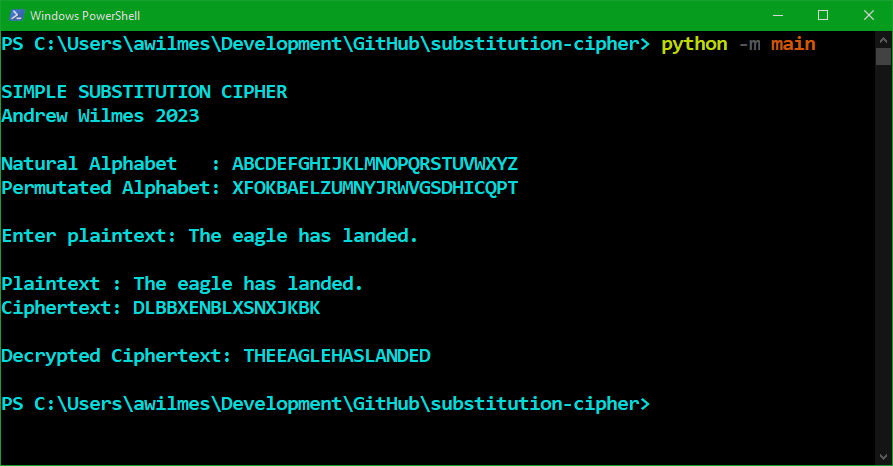 Windows PowerShell
PS C:\Users\awilmes\Development\GitHub\substitution-cipher> python -m main
SIMPLE SUBSTITUTION CIPHER
Andrew Wilmes 2023
Natural Alphabet   : ABCDEFGHIJKLMNOPQRSTUVWXYZ
Permutated Alphabet: XFOKBAELZUMNYJRWVGSDHICQPT
Enter plaintext: The eagle has landed.
Plaintext : The eagle has landed.
Ciphertext: DLBBXENBLXSNXJKBK
Decrypted Ciphertext: THEEAGLEHASLANDED
PS C:\Users\awilmes\Development\GitHub\substitution-cipher>